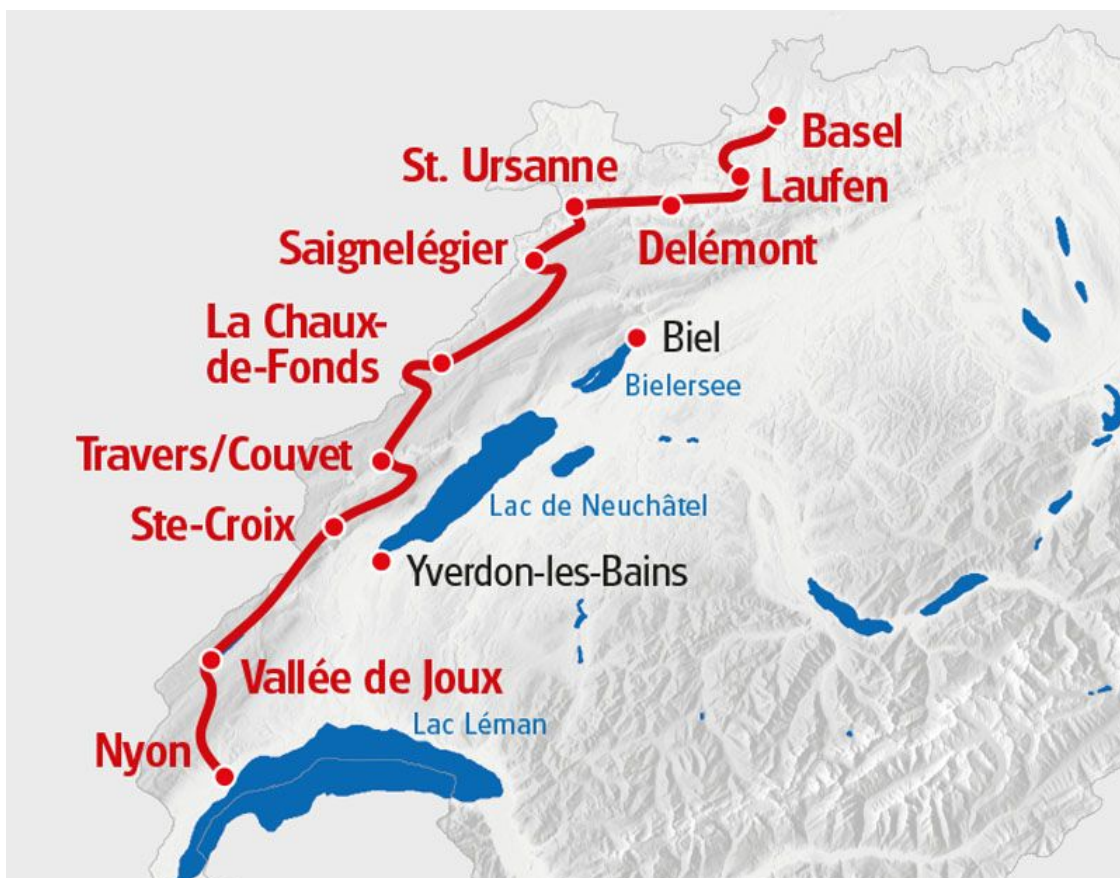 Basel
St. Ursanne
Laufen
Saignelégier
Delémont
La Chaux-
de-Fonds
Biel
Bielersee
Travers/Couvet
Lac de Neuchâtel
Ste-Croix
Yverdon-les-Bains
Vallée de Joux
Lac Léman
Nyon